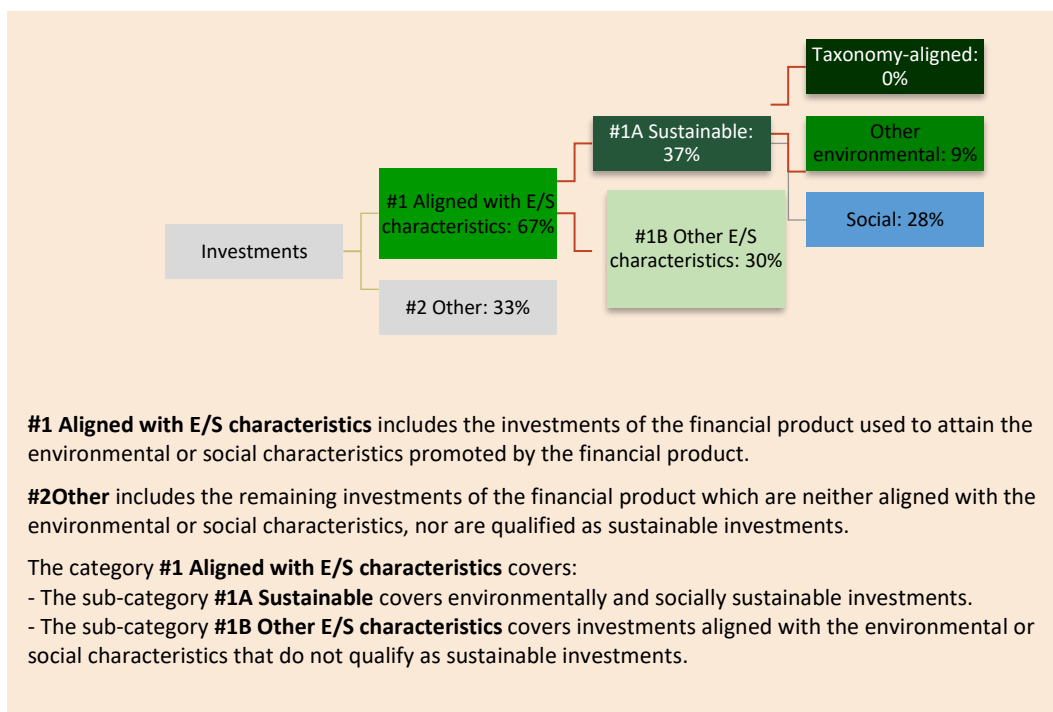 Taxonomy-aligned:
0%
#1A Sustainable:
37%
Other
environmental: 9%
#1 Aligned with E/S
characteristics: 67%
Social: 28%
#1B Other E/S
characteristics: 30%
Investments
#2 Other: 33%
#1 Aligned with E/S characteristics includes the investments of the financial product used to attain the
environmental or social characteristics promoted by the financial product.
#2Other includes the remaining investments of the financial product which are neither aligned with the
environmental or social characteristics, nor are qualified as sustainable investments.
The category #1 Aligned with E/S characteristics covers:
- The sub-category #1A Sustainable covers environmentally and socially sustainable investments.
- The sub-category #1B Other E/S characteristics covers investments aligned with the environmental or
social characteristics that do not qualify as sustainable investments.